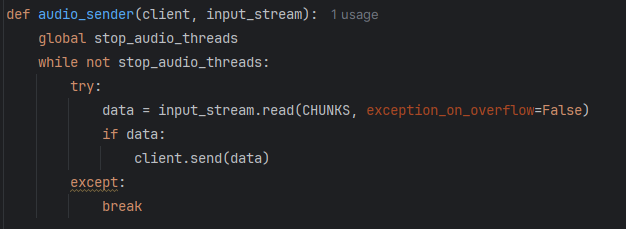 def audio_sender(client, input_stream):  1 usage
    global stop_audio_threads
    while not stop_audio_threads:
        try:
            data = input_stream.read(CHUNKS, exception_on_overflow=False)
            if data:
                client.send(data)
        except:
            break